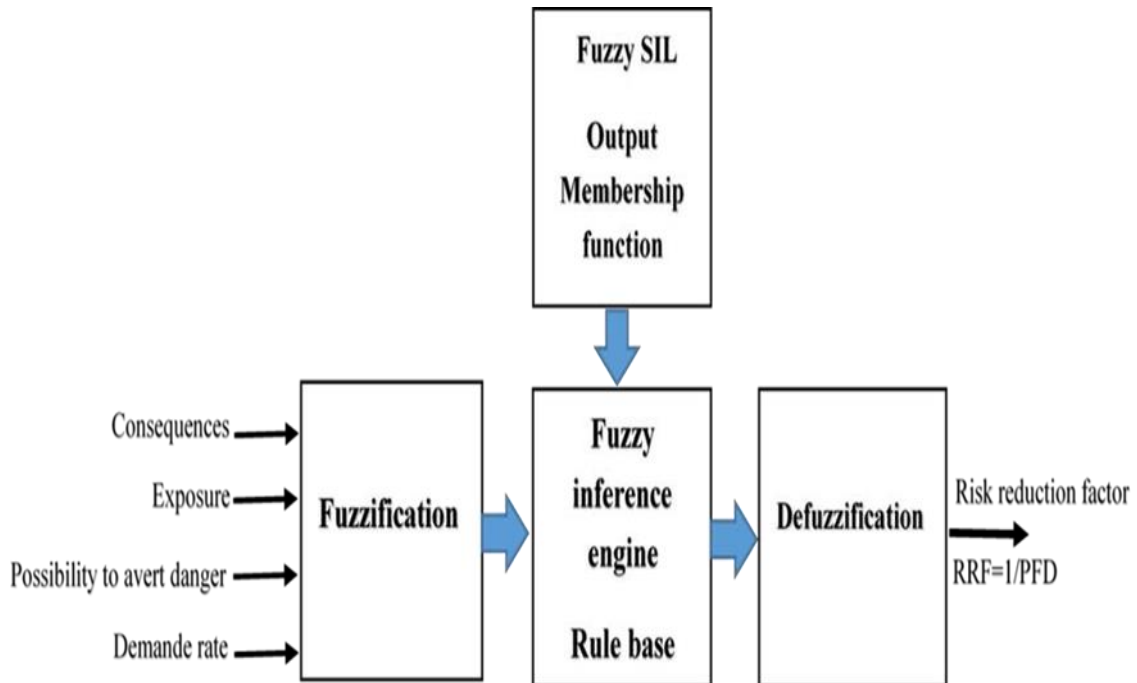 Fuzzy SIL
Output
Membership
function
Consequences
Exposure
Possibility to avert danger
Demande rate
Fuzzification
Fuzzy
inference
engine
Rule base
Defuzzification
Risk reduction factor
RRF=1/PFD